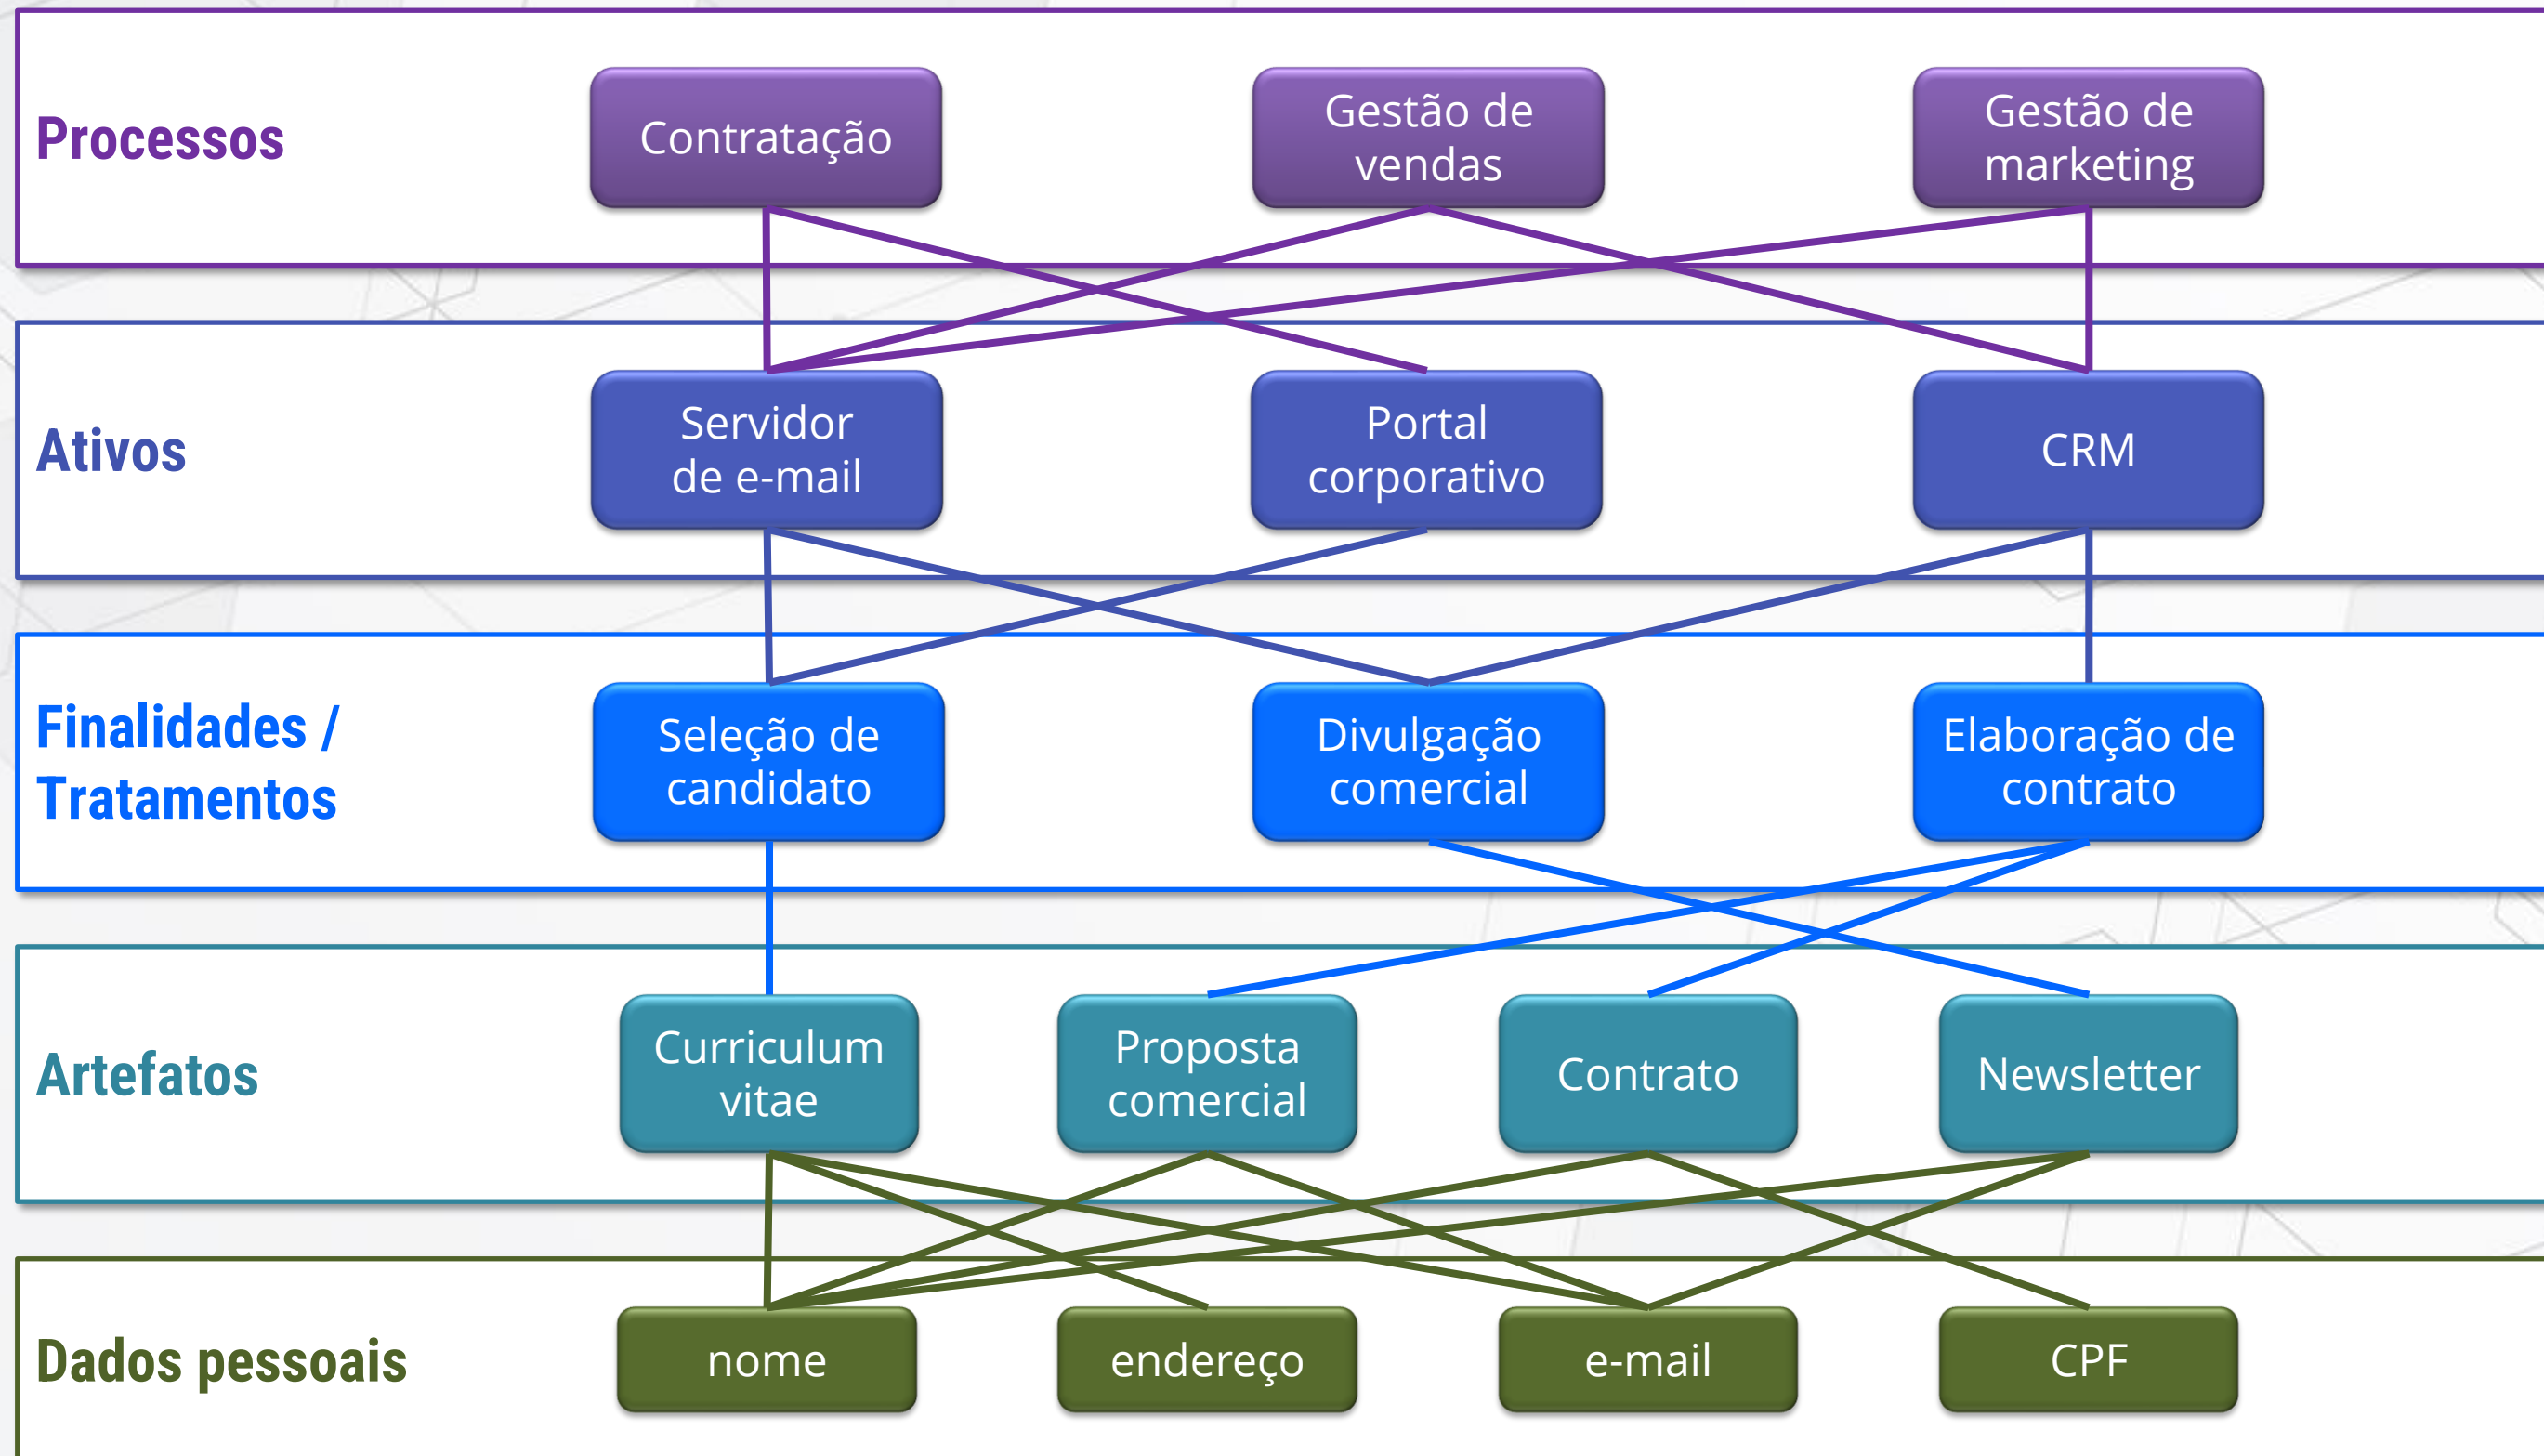 Processos
Contratação
Gestão de
vendas
Gestão de
marketing
Ativos
Servidor
de e-mail
Portal
corporativo
CRM
Finalidades /
Tratamentos
Seleção de
candidato
Divulgação
comercial
Elaboração de
contrato
Artefatos
Curriculum
vitae
Proposta
comercial
Contrato
Newsletter
Dados pessoais
nome
endereço
e-mail
CPF